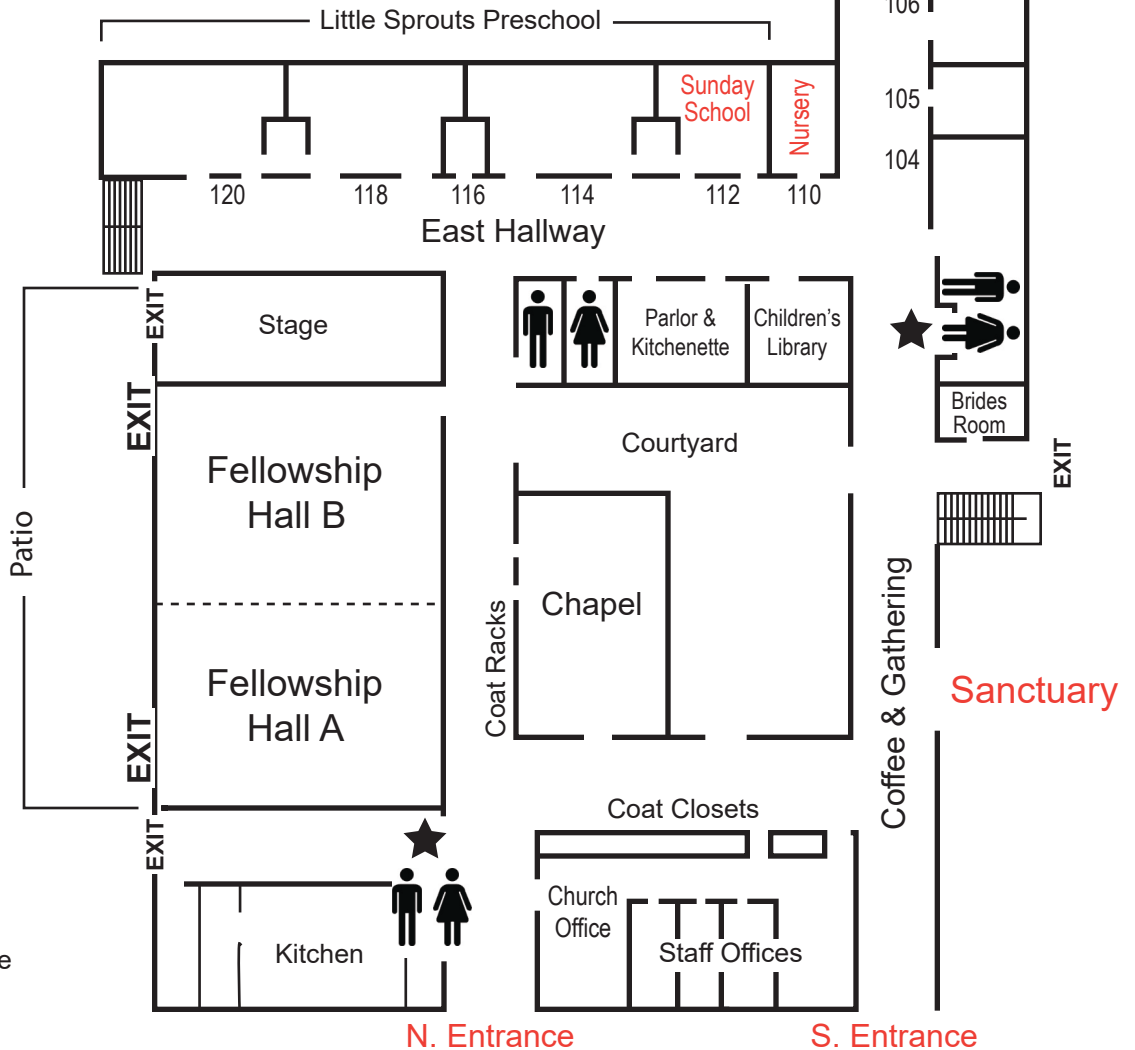 Little Sprouts Preschool
106
Sunday
School
Nursery
105
104
120
118
116
114
112
110
East Hallway
EXIT
Stage
Parlor &
Kitchenette
Children's
Library
EXIT
Brides
Room
Courtyard
EXIT
Fellowship
Hall B
Patio
Chapel
Coat Racks
Coffee & Gathering
Sanctuary
Fellowship
Hall A
EXIT
Coat Closets
EXIT
Church
Office
Kitchen
Staff Offices
e
N. Entrance
S. Entrance